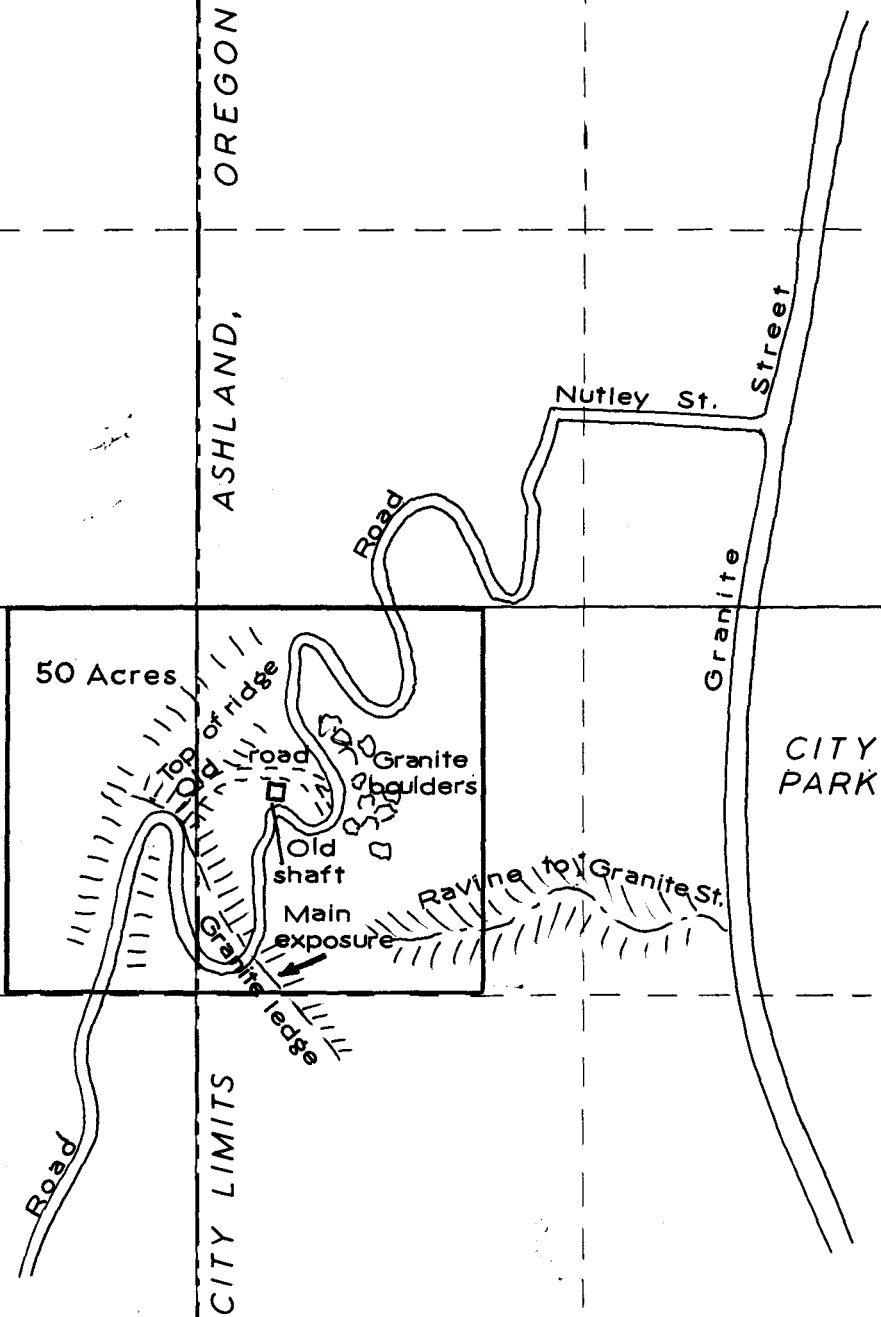 CITY LIMITS ASHLAND, OREGON
Granite Street
Nutley St.
Road
50 Acres
Top of ridge
Old road
Granite
boulders
CITY
PARK
Old
shaft
Ravine to Granite St.
Main
exposure
Granite ledge
Road